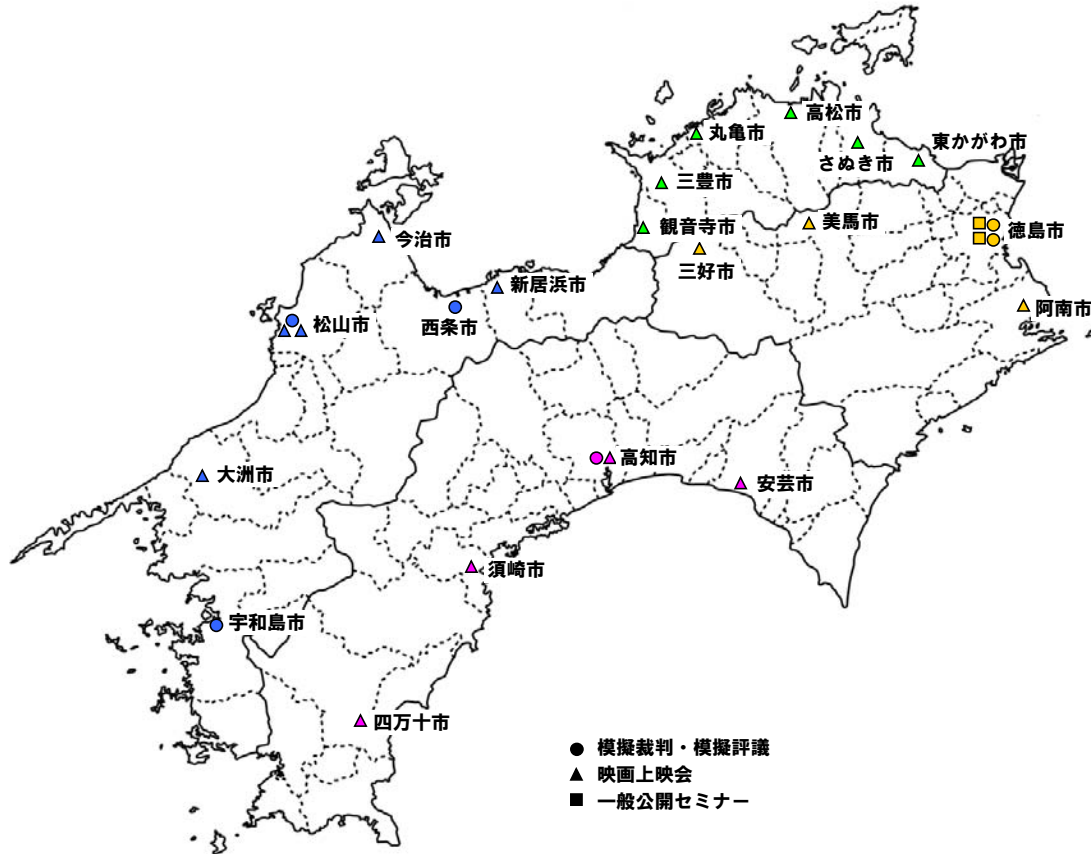 高松市
丸亀市
東かがわ市
さぬき市
三豊市
美馬市
観音寺市
徳島市
今治市
三好市
新居浜市
阿南市
松山市
西条市
高知市
大洲市
安芸市
須崎市
宇和島市
四万十市
● 模擬裁判・模擬評議
▲ 映画上映会
■ 一般公開セミナー